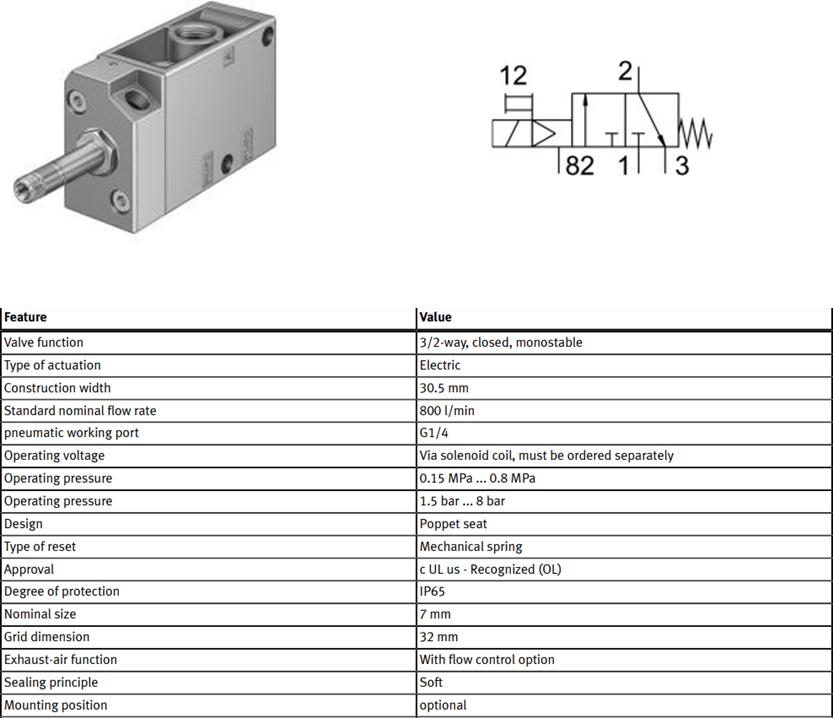 12
2
82
1
3
Feature Value
Valve function 3/2-way, closed, monostable
Type of actuation Electric
Construction width 30.5 mm
Standard nominal flow rate 800 l/min
pneumatic working port G1/4
Operating voltage Via solenoid coil, must be ordered separately
Operating pressure 0.15 MPa ... 0.8 MPa
Operating pressure 1.5 bar ... 8 bar
Design Poppet seat
Type of reset Mechanical spring
Approval c UL us - Recognized (OL)
Degree of protection IP65
Nominal size 7 mm
Grid dimension 32 mm
Exhaust-air function With flow control option
Sealing principle Soft
Mounting position optional